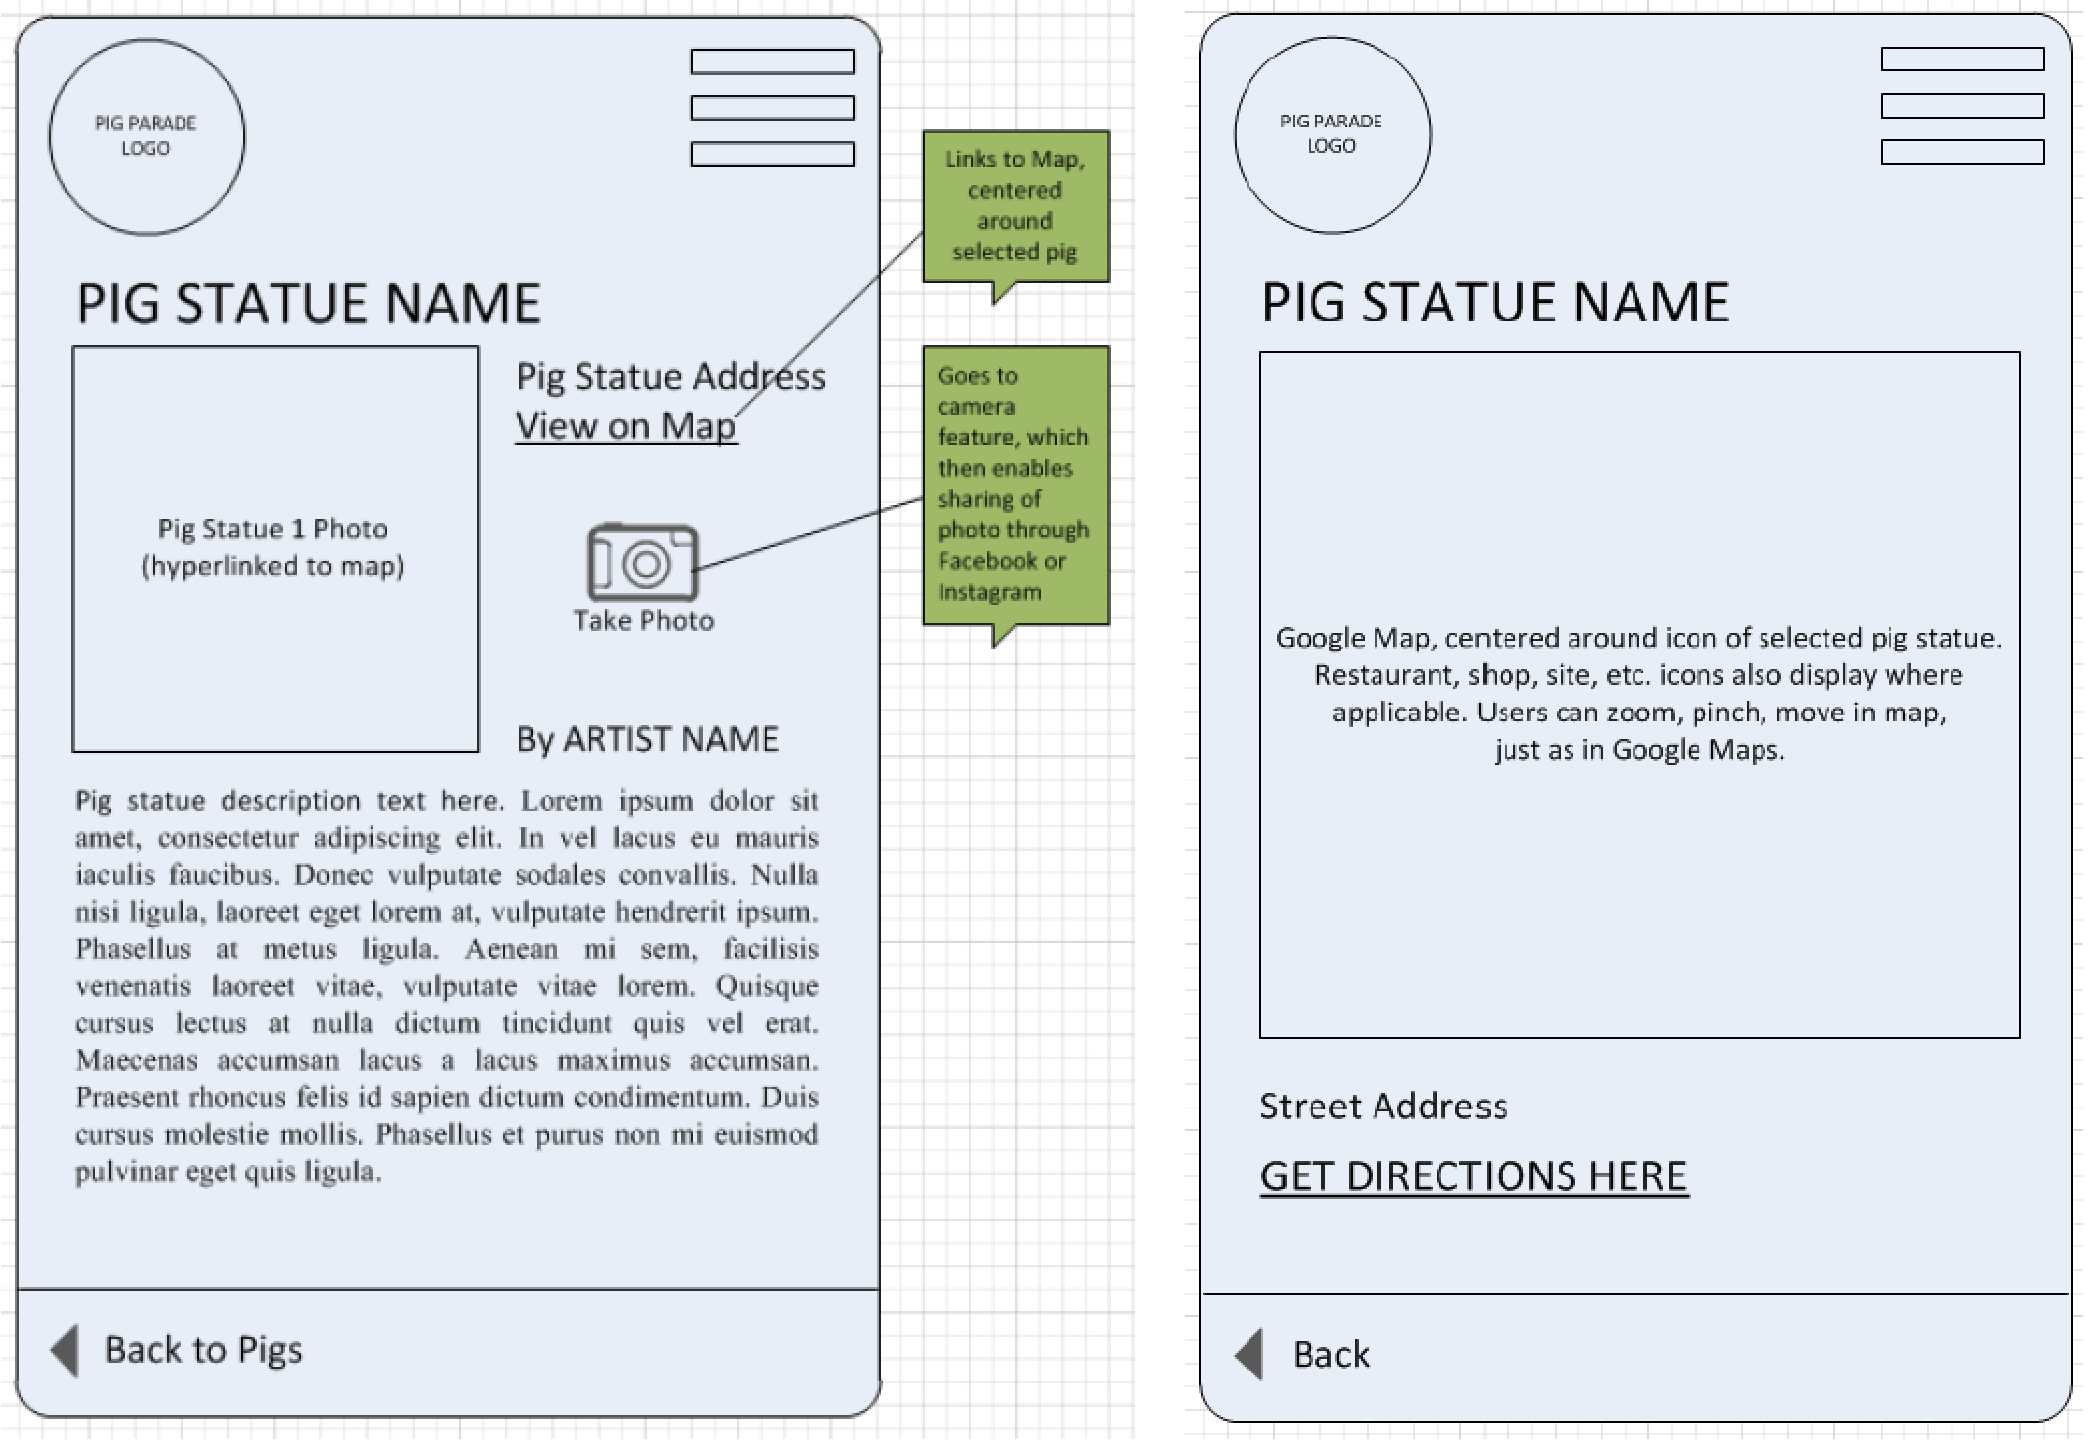 PIG PARADE
LOGO
PIG STATUE NAME
Pig Statue 1 Photo
(hyperlinked to map)
Pig Statue Address
View on Map
Take Photo
By ARTIST NAME
Pig statue description text here. Lorem ipsum dolor sit
amet, consectetur adipiscing elit. In vel lacus eu mauris
iaculis faucibus. Donec vulputate sodales convallis. Nulla
nisi ligula, laoreet eget lorem at, vulputate hendrerit ipsum.
Phasellus at metus ligula. Aenean mi sem, facilisis
venenatis laoreet vitae, vulputate vitae lorem. Quisque
cursus lectus at nulla dictum tincidunt quis vel erat.
Maecenas accumsan lacus a lacus maximus accumsan.
Praesent rhoncus felis id sapien dictum condimentum. Duis
cursus molestie mollis. Phasellus et purus non mi euismod
pulvinar eget quis ligula.
Back to Pigs
Links to Map,
centered
around
selected pig
Goes to
camera
feature, which
then enables
sharing of
photo through
Facebook or
Instagram
PIG PARADE
LOGO
PIG STATUE NAME
Google Map, centered around icon of selected pig statue.
Restaurant, shop, site, etc. icons also display where
applicable. Users can zoom, pinch, move in map,
just as in Google Maps.
Street Address
GET DIRECTIONS HERE
Back